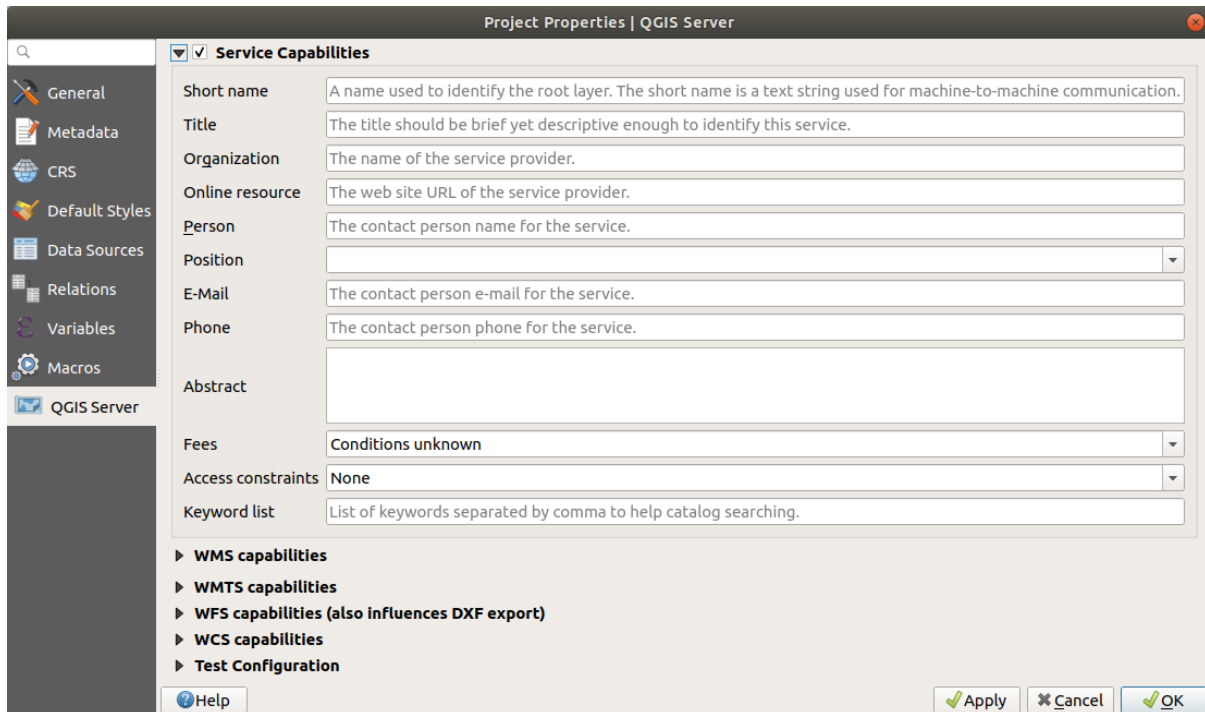 Project Properties | QGIS Server
General
Metadata
CRS
Default Styles
Data Sources
Relations
Variables
Macros
QGIS Server
Service Capabilities
Short name A name used to identify the root layer. The short name is a text string used for machine-to-machine communication.
Title The title should be brief yet descriptive enough to identify this service.
Organization The name of the service provider.
Online resource The web site URL of the service provider.
Person The contact person name for the service.
Position
E-Mail The contact person e-mail for the service.
Phone The contact person phone for the service.
Abstract
Fees Conditions unknown
Access constraints None
Keyword list List of keywords separated by comma to help catalog searching.
WMS capabilities
WMTS capabilities
WFS capabilities (also influences DXF export)
WCS capabilities
Test Configuration
Help Apply Cancel OK